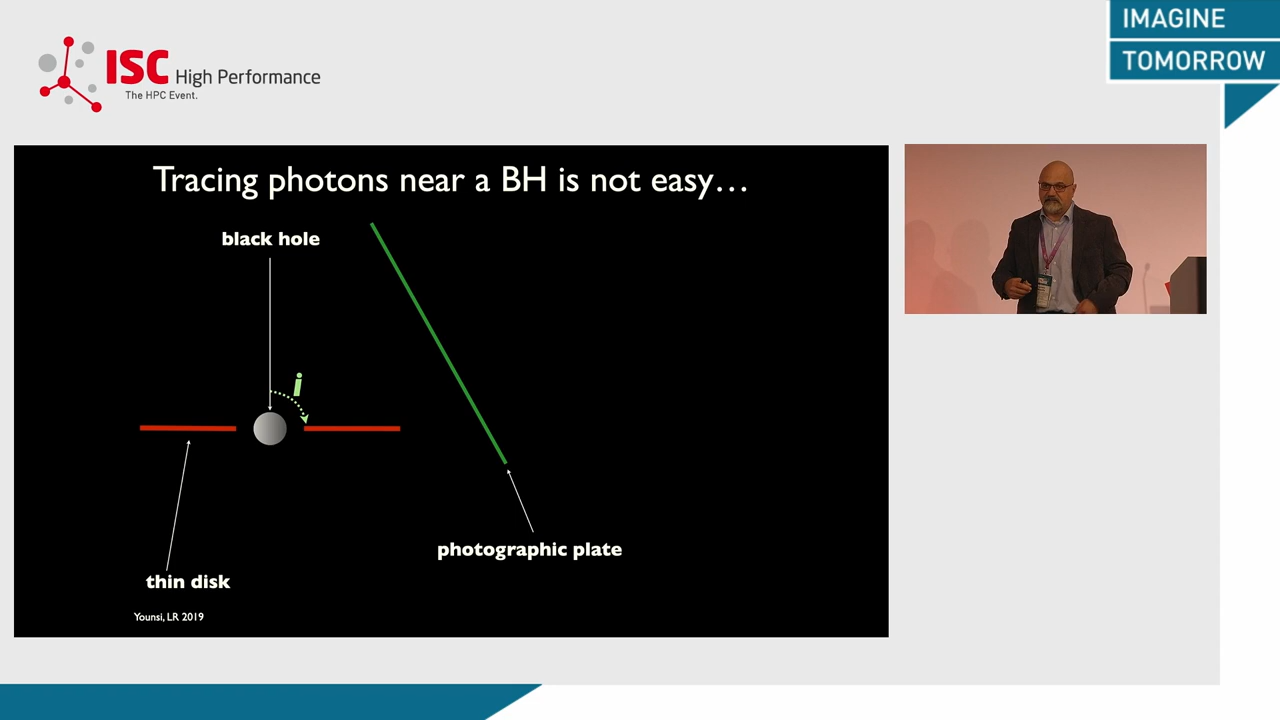 IMAGINE
TOMORROW
ISC High Performance
The HPC Event.
Tracing photons near a BH is not easy…
black hole
i
photographic plate
thin disk
Younsi, LR 2019